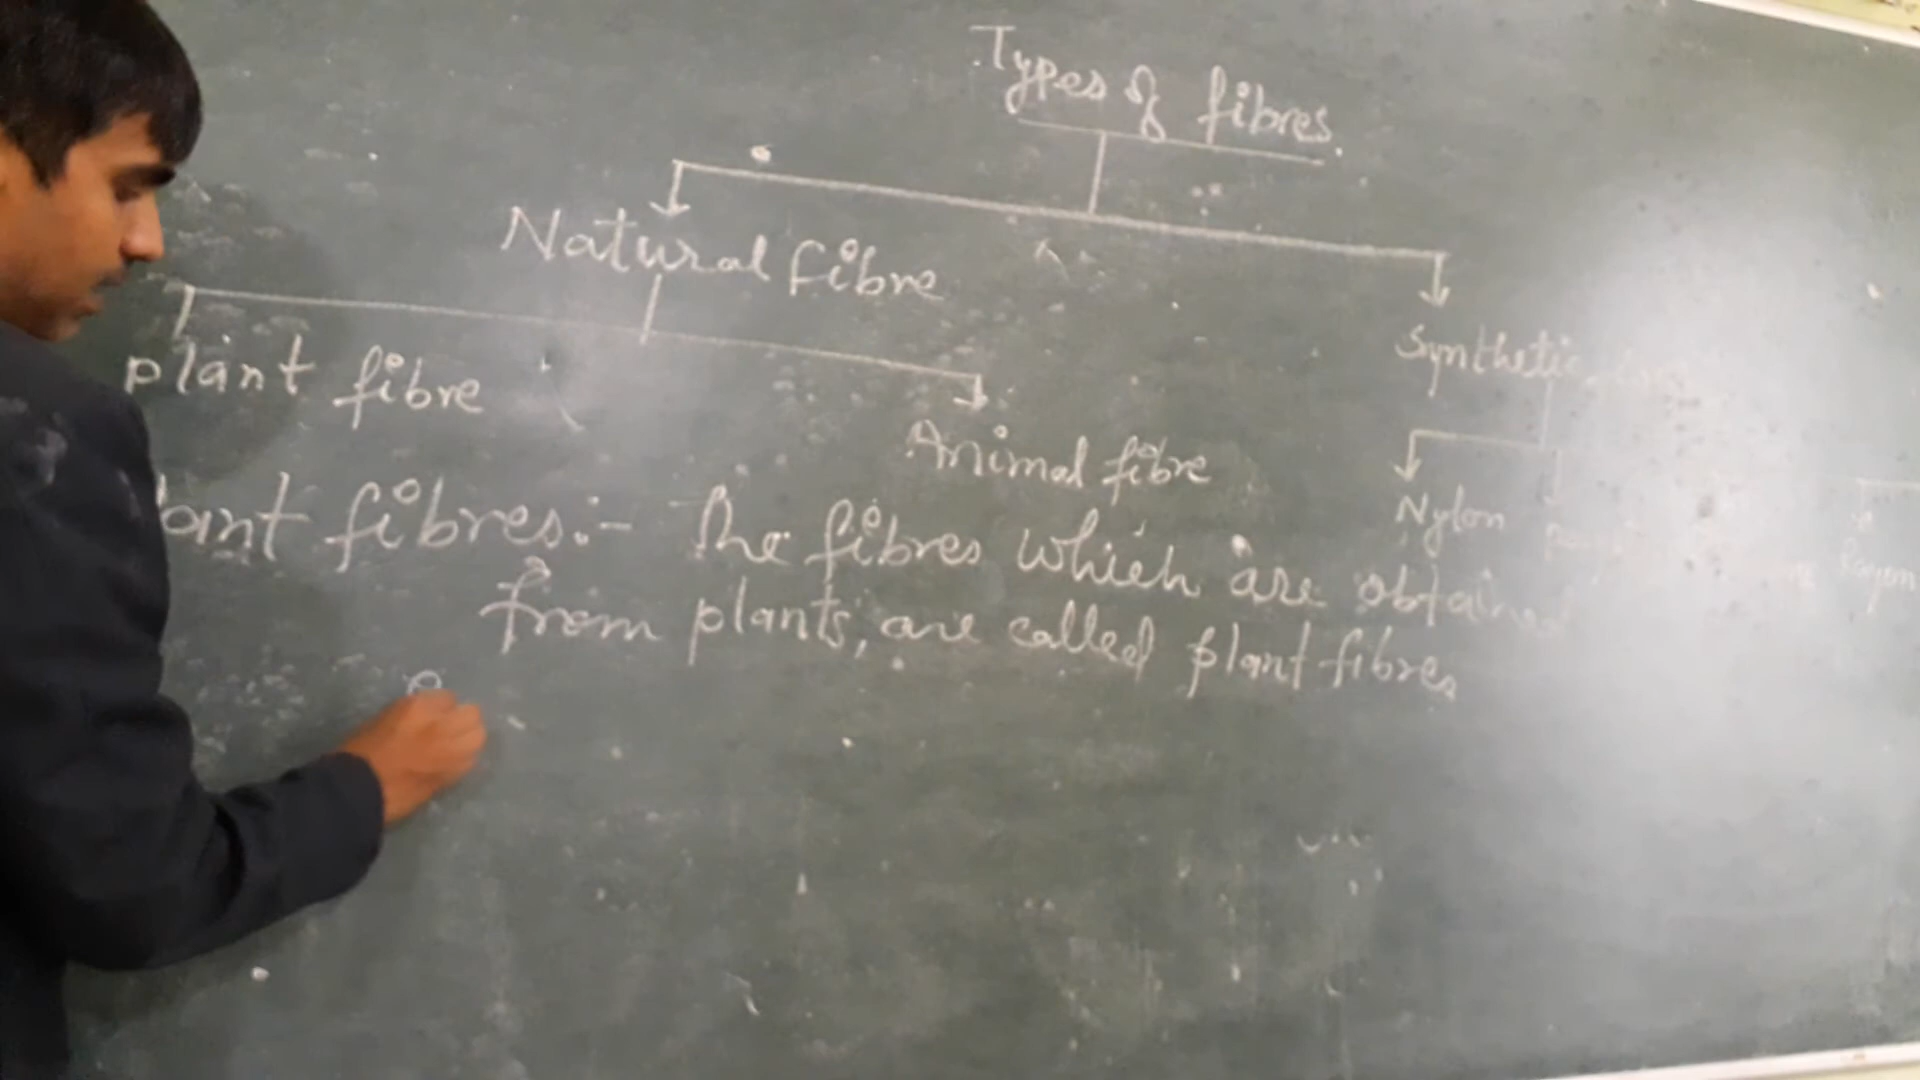 Types of fibres.
Natural fibre
Synthetic
plant fibre
Animal fibre
Nylon
Rayon
lant fibres:- The fibres which are obtained
from plants, are called plant fibres
e